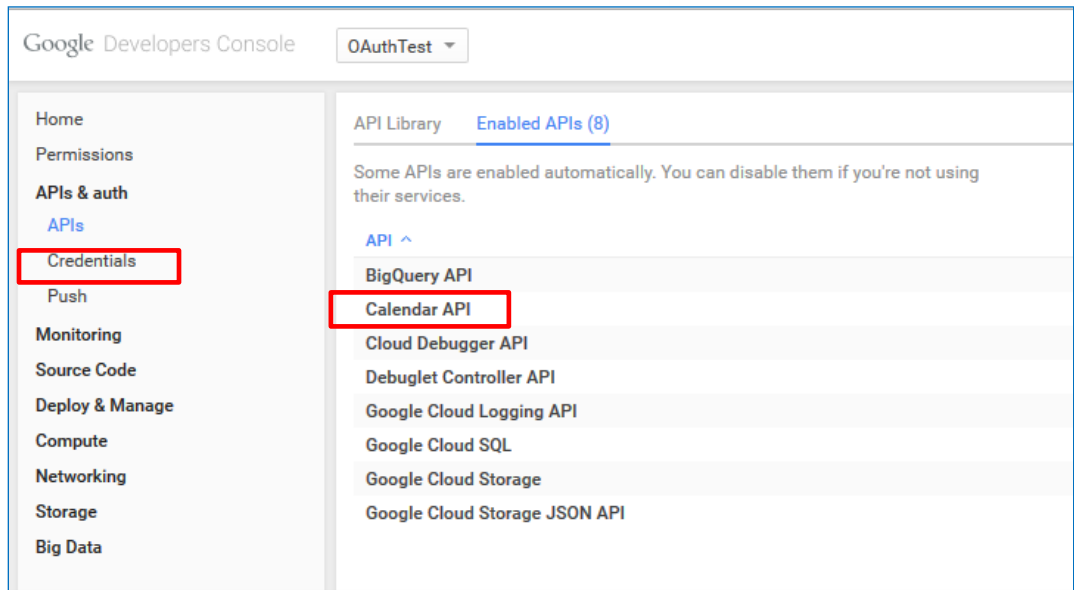 Google Developers Console
OAuthTest
Home
Permissions
APIs & auth
APIs
Credentials
Push
Monitoring
Source Code
Deploy & Manage
Compute
Networking
Storage
Big Data
API Library
Enabled APIs (8)
Some APIs are enabled automatically. You can disable them if you're not using
their services.
API
BigQuery API
Calendar API
Cloud Debugger API
Debuglet Controller API
Google Cloud Logging API
Google Cloud SQL
Google Cloud Storage
Google Cloud Storage JSON API